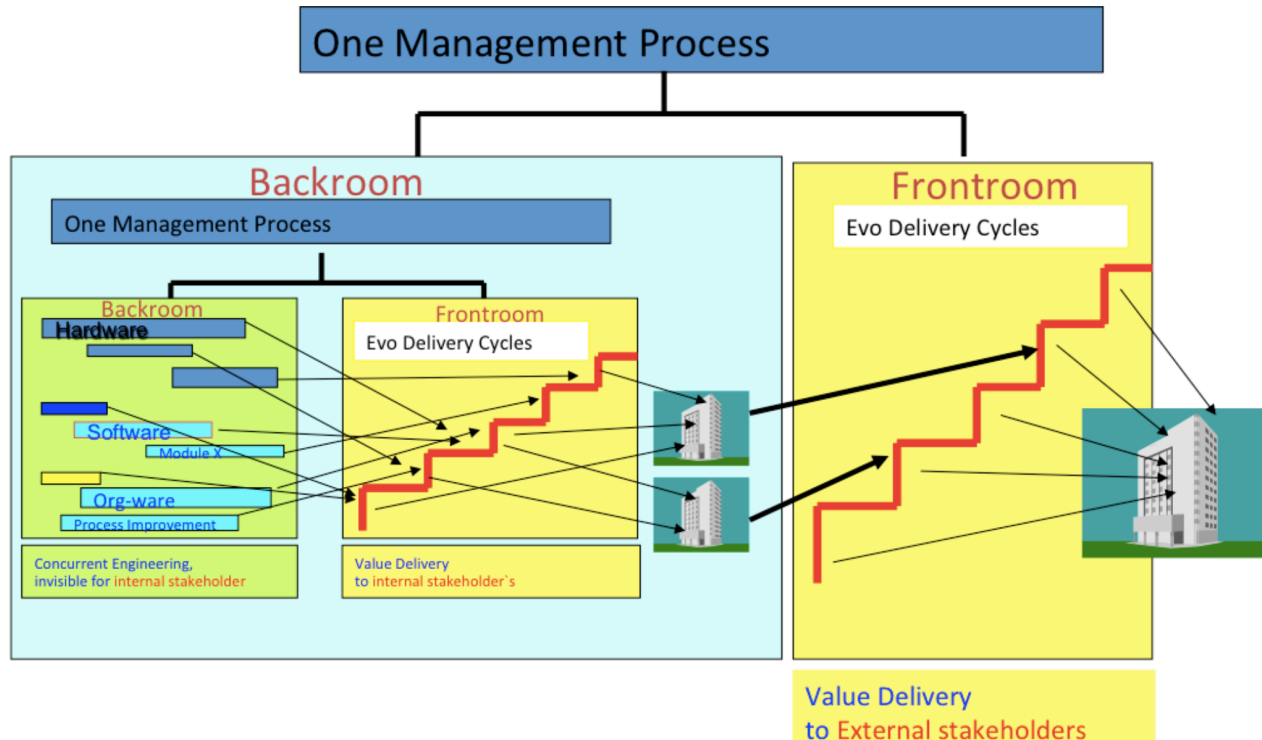 One Management Process
Backroom
One Management Process
Backroom
Hardware
Software
Module X
Org-ware
Process Improvement
Concurrent Engineering,
invisible for internal stakeholder
Frontroom
Evo Delivery Cycles
Value Delivery
to internal stakeholder`s
Frontroom
Evo Delivery Cycles
Value Delivery
to External stakeholders